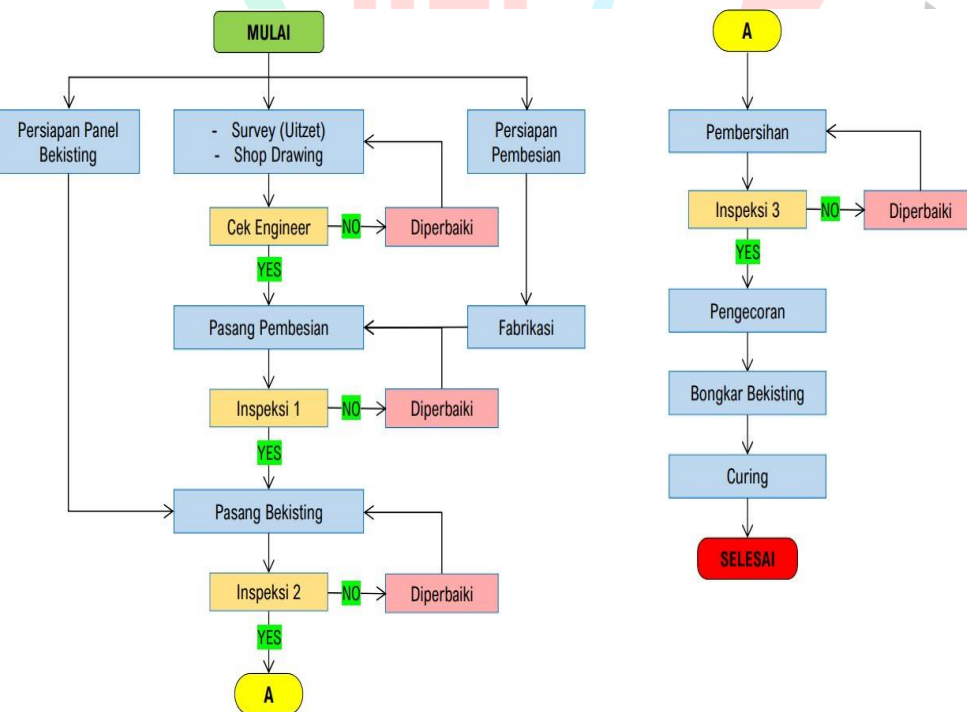 MULAI
Persiapan Panel
Bekisting
- Survey (Uitzet)
- Shop Drawing
Persiapan
Pembesian
Cek Engineer
NO
Diperbaiki
YES
Pasang Pembesian
Fabrikasi
Inspeksi 1
NO
Diperbaiki
YES
Pasang Bekisting
Inspeksi 2
NO
Diperbaiki
YES
A
A
Pembersihan
Inspeksi 3
NO
Diperbaiki
YES
Pengecoran
Bongkar Bekisting
Curing
SELESAI